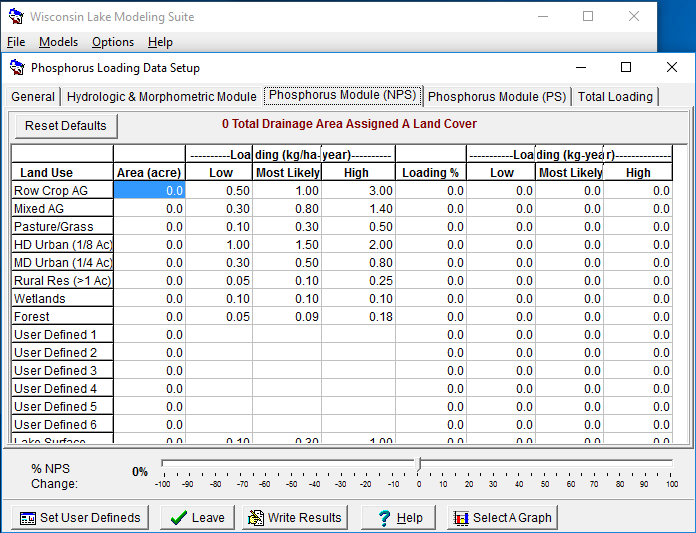 Wisconsin Lake Modeling Suite
File Models Options Help
Phosphorus Loading Data Setup
General Hydrologic & Morphometric Module Phosphorus Module (NPS) Phosphorus Module (PS) Total Loading
Reset Defaults 0 Total Drainage Area Assigned A Land Cover
----------Loading (kg/ha-year)---------- ----------Loading (kg-year)--------------
Land Use Area (acre) Low Most Likely High Loading % Low Most Likely High
Row Crop AG 0.0 0.50 1.00 3.00 0.0 0.0 0.0 0.0
Mixed AG 0.0 0.30 0.80 1.40 0.0 0.0 0.0 0.0
Pasture/Grass 0.0 0.10 0.30 0.50 0.0 0.0 0.0 0.0
HD Urban (1/8 Ac) 0.0 1.00 1.50 2.00 0.0 0.0 0.0 0.0
MD Urban (1/4 Ac) 0.0 0.30 0.50 0.80 0.0 0.0 0.0 0.0
Rural Res (>1 Ac) 0.0 0.05 0.10 0.25 0.0 0.0 0.0 0.0
Wetlands 0.0 0.10 0.10 0.10 0.0 0.0 0.0 0.0
Forest 0.0 0.05 0.09 0.18 0.0 0.0 0.0 0.0
User Defined 1 0.0 0.0 0.0 0.0 0.0
User Defined 2 0.0 0.0 0.0 0.0 0.0
User Defined 3 0.0 0.0 0.0 0.0 0.0
User Defined 4 0.0 0.0 0.0 0.0 0.0
User Defined 5 0.0 0.0 0.0 0.0 0.0
User Defined 6 0.0 0.0 0.0 0.0 0.0
Lake Surface 0.0 0.10 0.30 1.00 0.0 0.0 0.0 0.0
% NPS Change: 0%
-100 -90 -80 -70 -60 -50 -40 -30 -20 -10 0 10 20 30 40 50 60 70 80 90 100
Set User Defineds Leave Write Results Help Select A Graph